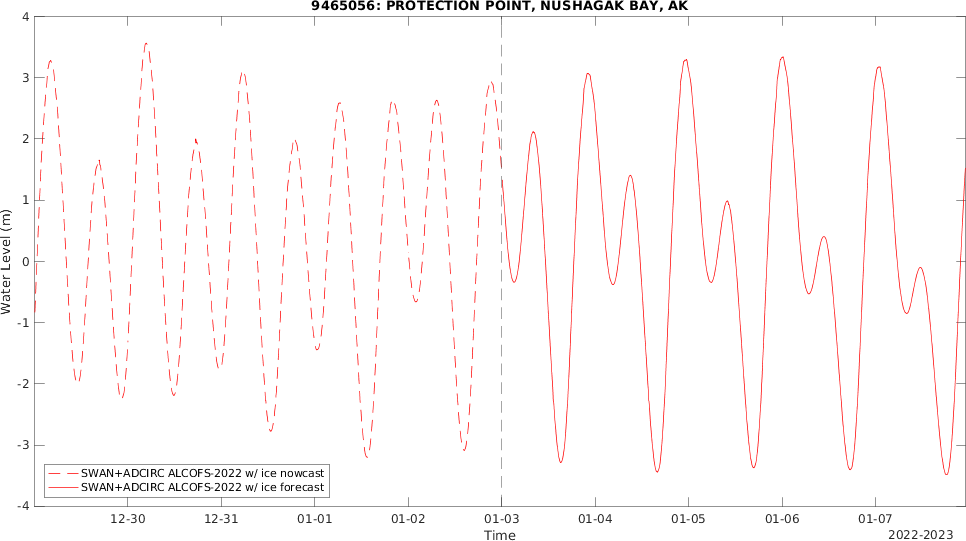 9465056: PROTECTION POINT, NUSHAGAK BAY, AK
4
3
2
1
0
-1
-2
-3
-4
Water Level (m)
SWAN+ADCIRC ALCOFS-2022 w/ ice nowcast
SWAN+ADCIRC ALCOFS-2022 w/ ice forecast
12-30 12-31 01-01 01-02 01-03 01-04 01-05 01-06 01-07
Time
2022-2023